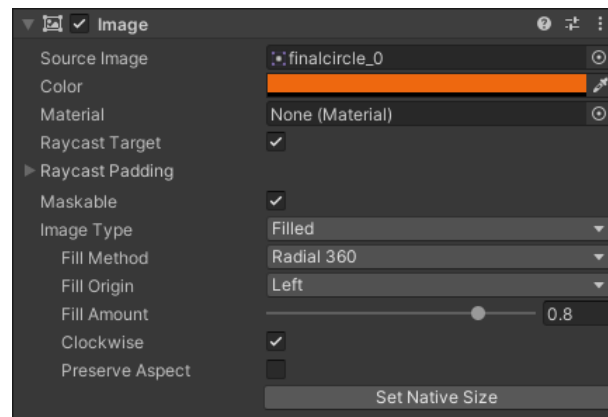 Image
Source Image finalcircle_0
Color
Material None (Material)
Raycast Target
Raycast Padding
Maskable
Image Type Filled
Fill Method Radial 360
Fill Origin Left
Fill Amount 0.8
Clockwise
Preserve Aspect
Set Native Size